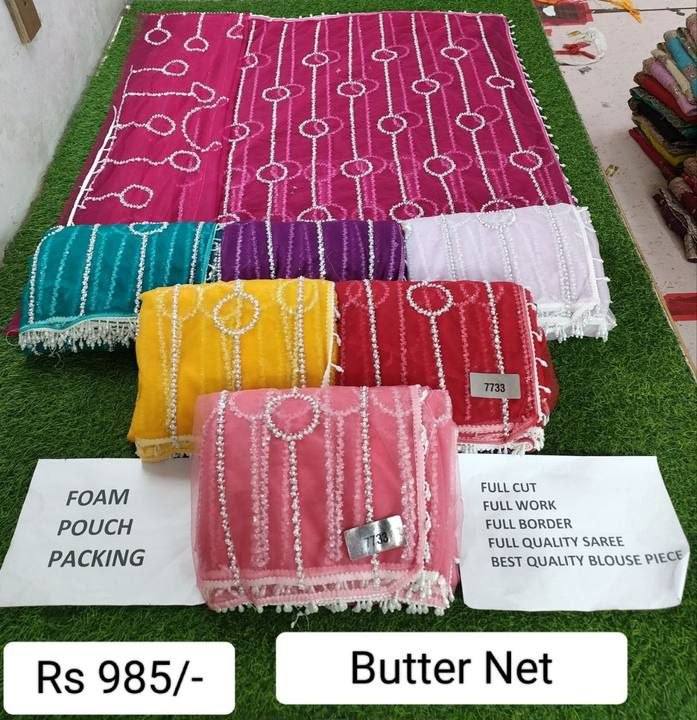 7733
7733
FOAM
POUCH
PACKING
FULL CUT
FULL WORK
FULL BORDER
FULL QUALITY SAREE
BEST QUALITY BLOUSE PIECE
Rs 985/-
Butter Net